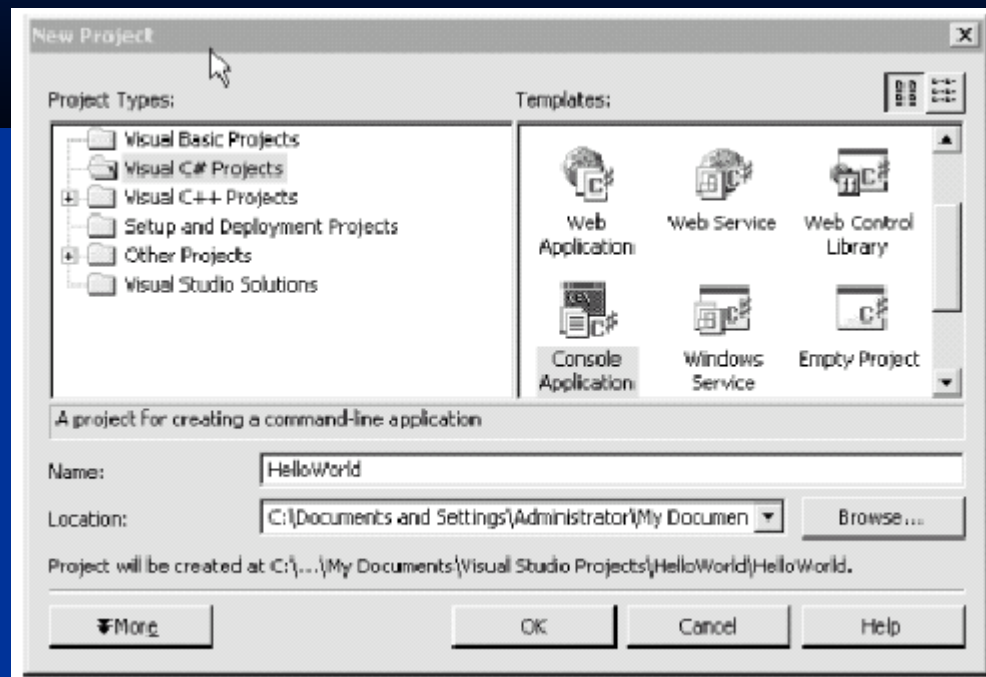 New Project
Project Types:
Templates:
Visual Basic Projects
Visual C# Projects
Visual C++ Projects
Setup and Deployment Projects
Other Projects
Visual Studio Solutions
Web Application
Web Service
Web Control Library
Console Application
Windows Service
Empty Project
A project for creating a command-line application
Name:
HelloWorld
Location:
C:\Documents and Settings\Administrator\My Documen
Browse...
Project will be created at C:\...\My Documents\Visual Studio Projects\HelloWorld\HelloWorld.
More
OK
Cancel
Help